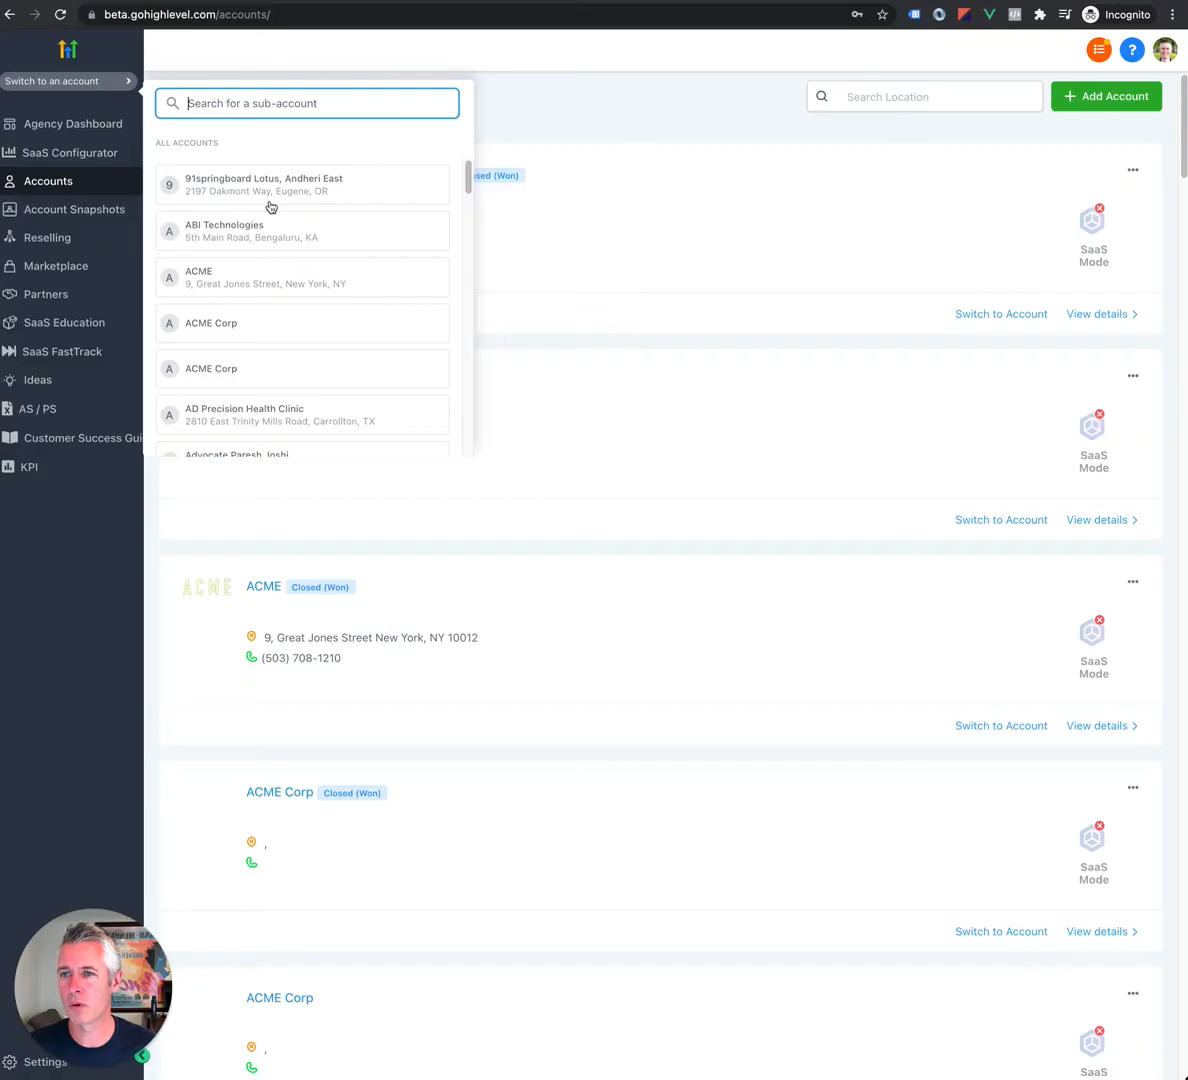 beta.gohighlevel.com/accounts/
Incognito
Switch to an account
Agency Dashboard
SaaS Configurator
Accounts
Account Snapshots
Reselling
Marketplace
Partners
SaaS Education
SaaS FastTrack
Ideas
AS / PS
Customer Success Gui
KPI
Settings
Search for a sub-account
ALL ACCOUNTS
9
91springboard Lotus, Andheri East
2197 Oakmont Way, Eugene, OR
A
ABI Technologies
5th Main Road, Bengaluru, KA
A
ACME
9, Great Jones Street, New York, NY
A
ACME Corp
A
ACME Corp
A
AD Precision Health Clinic
2810 East Trinity Mills Road, Carrollton, TX
Advocate Paresh Joshi
?
Search Location
+ Add Account
sed (Won)
SaaS
Mode
Switch to Account
View details >
SaaS
Mode
Switch to Account
View details >
ACME
ACME
Closed (Won)
9, Great Jones Street New York, NY 10012
(503) 708-1210
SaaS
Mode
Switch to Account
View details >
ACME Corp
Closed (Won)
,
SaaS
Mode
Switch to Account
View details >
ACME Corp
,
SaaS